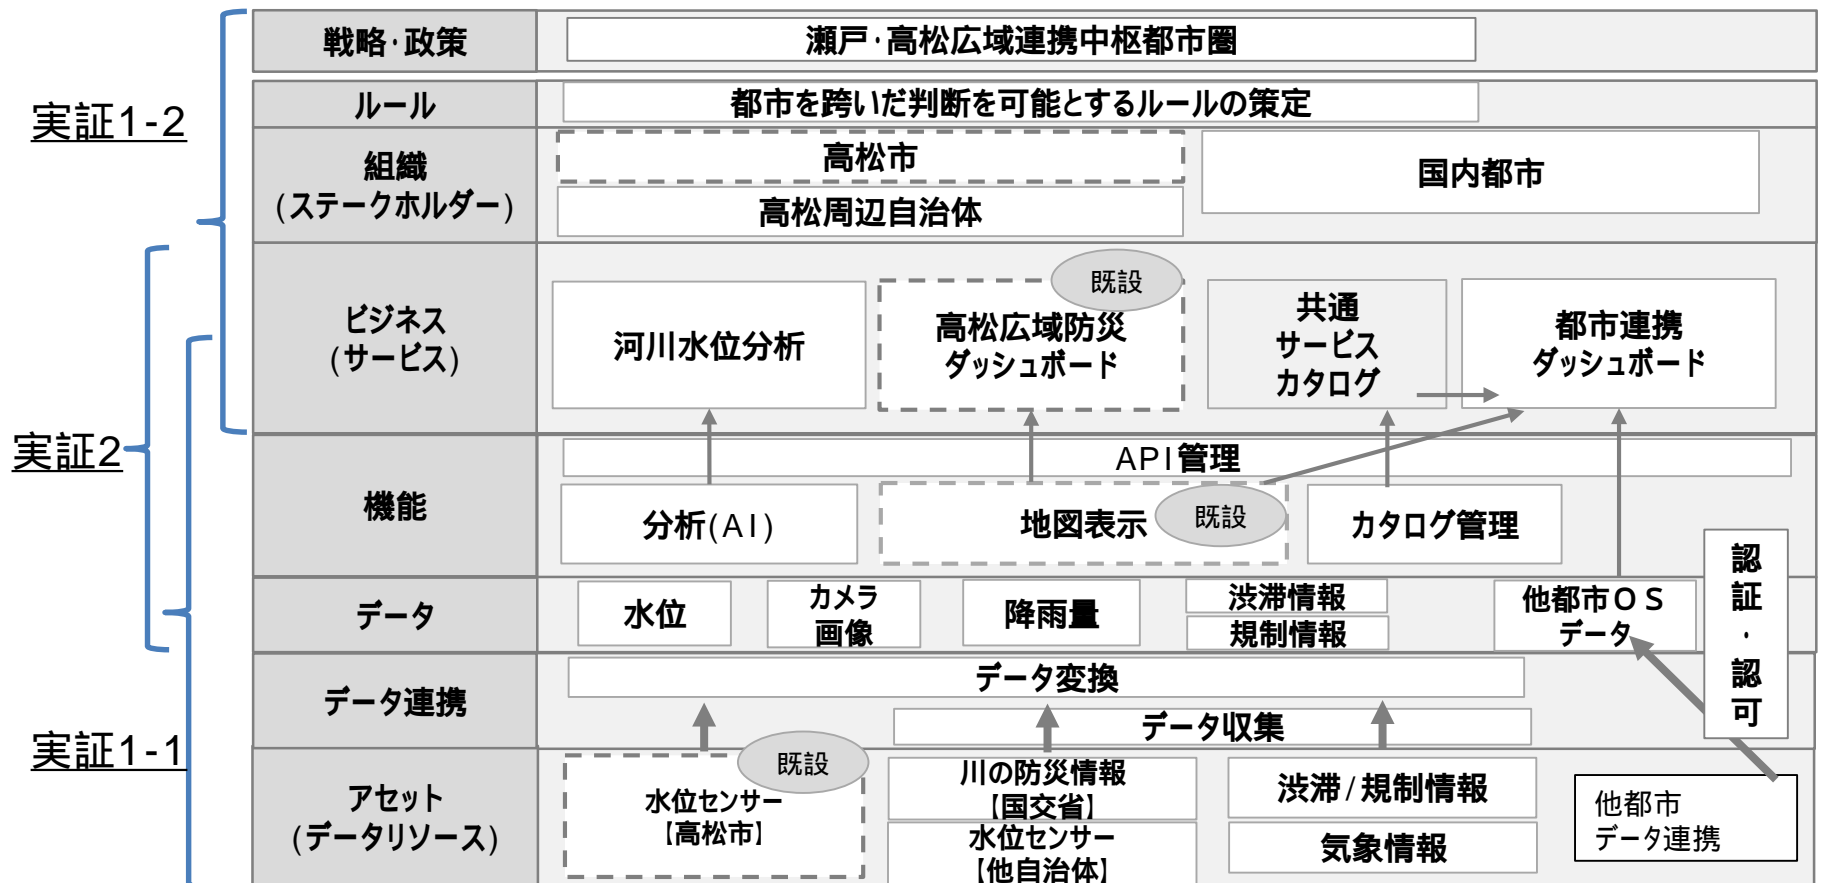 戦略・政策
瀬戸・高松広域連携中枢都市圏
実証1-2
ルール
都市を跨いだ判断を可能とするルールの策定
組織
(ステークホルダー)
高松市
高松周辺自治体
国内都市
ビジネス
(サービス)
河川水位分析
既設
高松広域防災
ダッシュボード
共通
サービス
カタログ
都市連携
ダッシュボード
実証2
機能
API管理
分析(AI)
地図表示
既設
カタログ管理
認
証
・
認
可
データ
水位
カメラ
画像
降雨量
渋滞情報
規制情報
他都市OS
データ
データ連携
データ変換
データ収集
実証1-1
アセット
(データリソース)
既設
水位センサー
【高松市】
川の防災情報
【国交省】
水位センサー
【他自治体】
渋滞/規制情報
気象情報
他都市
データ連携